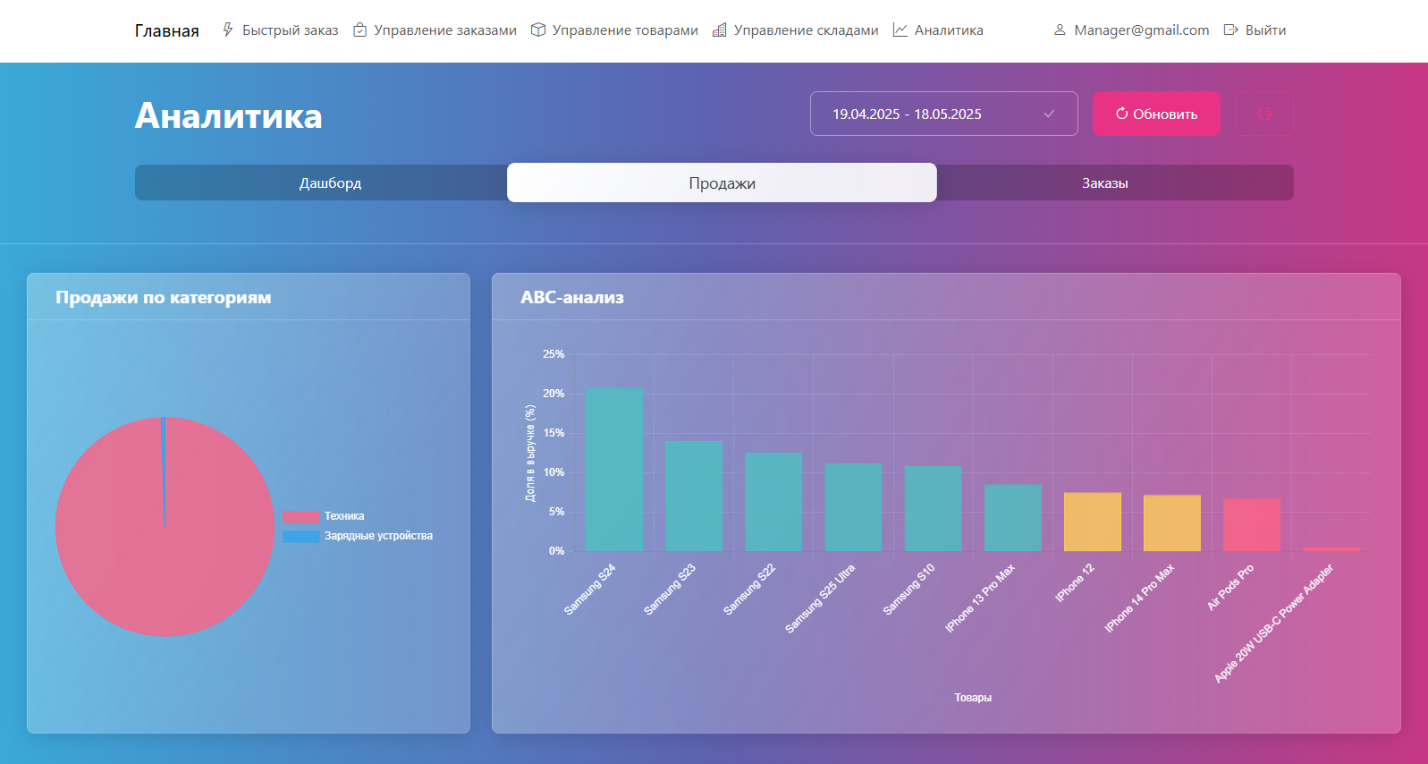 Главная Быстрый заказ Управление заказами Управление товарами Управление складами Аналитика Manager@gmail.com Выйти
Аналитика
19.04.2025 - 18.05.2025
Обновить
Дашборд Продажи Заказы
Продажи по категориям
Техника
Зарядные устройства
ABC-анализ
Доля в выручке (%)
25%
20%
15%
10%
5%
0%
Samsung S24
Samsung S23
Samsung S22
Samsung S25 Ultra
Samsung S10
IPhone 13 Pro Max
IPhone 12
IPhone 14 Pro Max
Air Pods Pro
Apple 20W USB-C Power Adapter
Товары